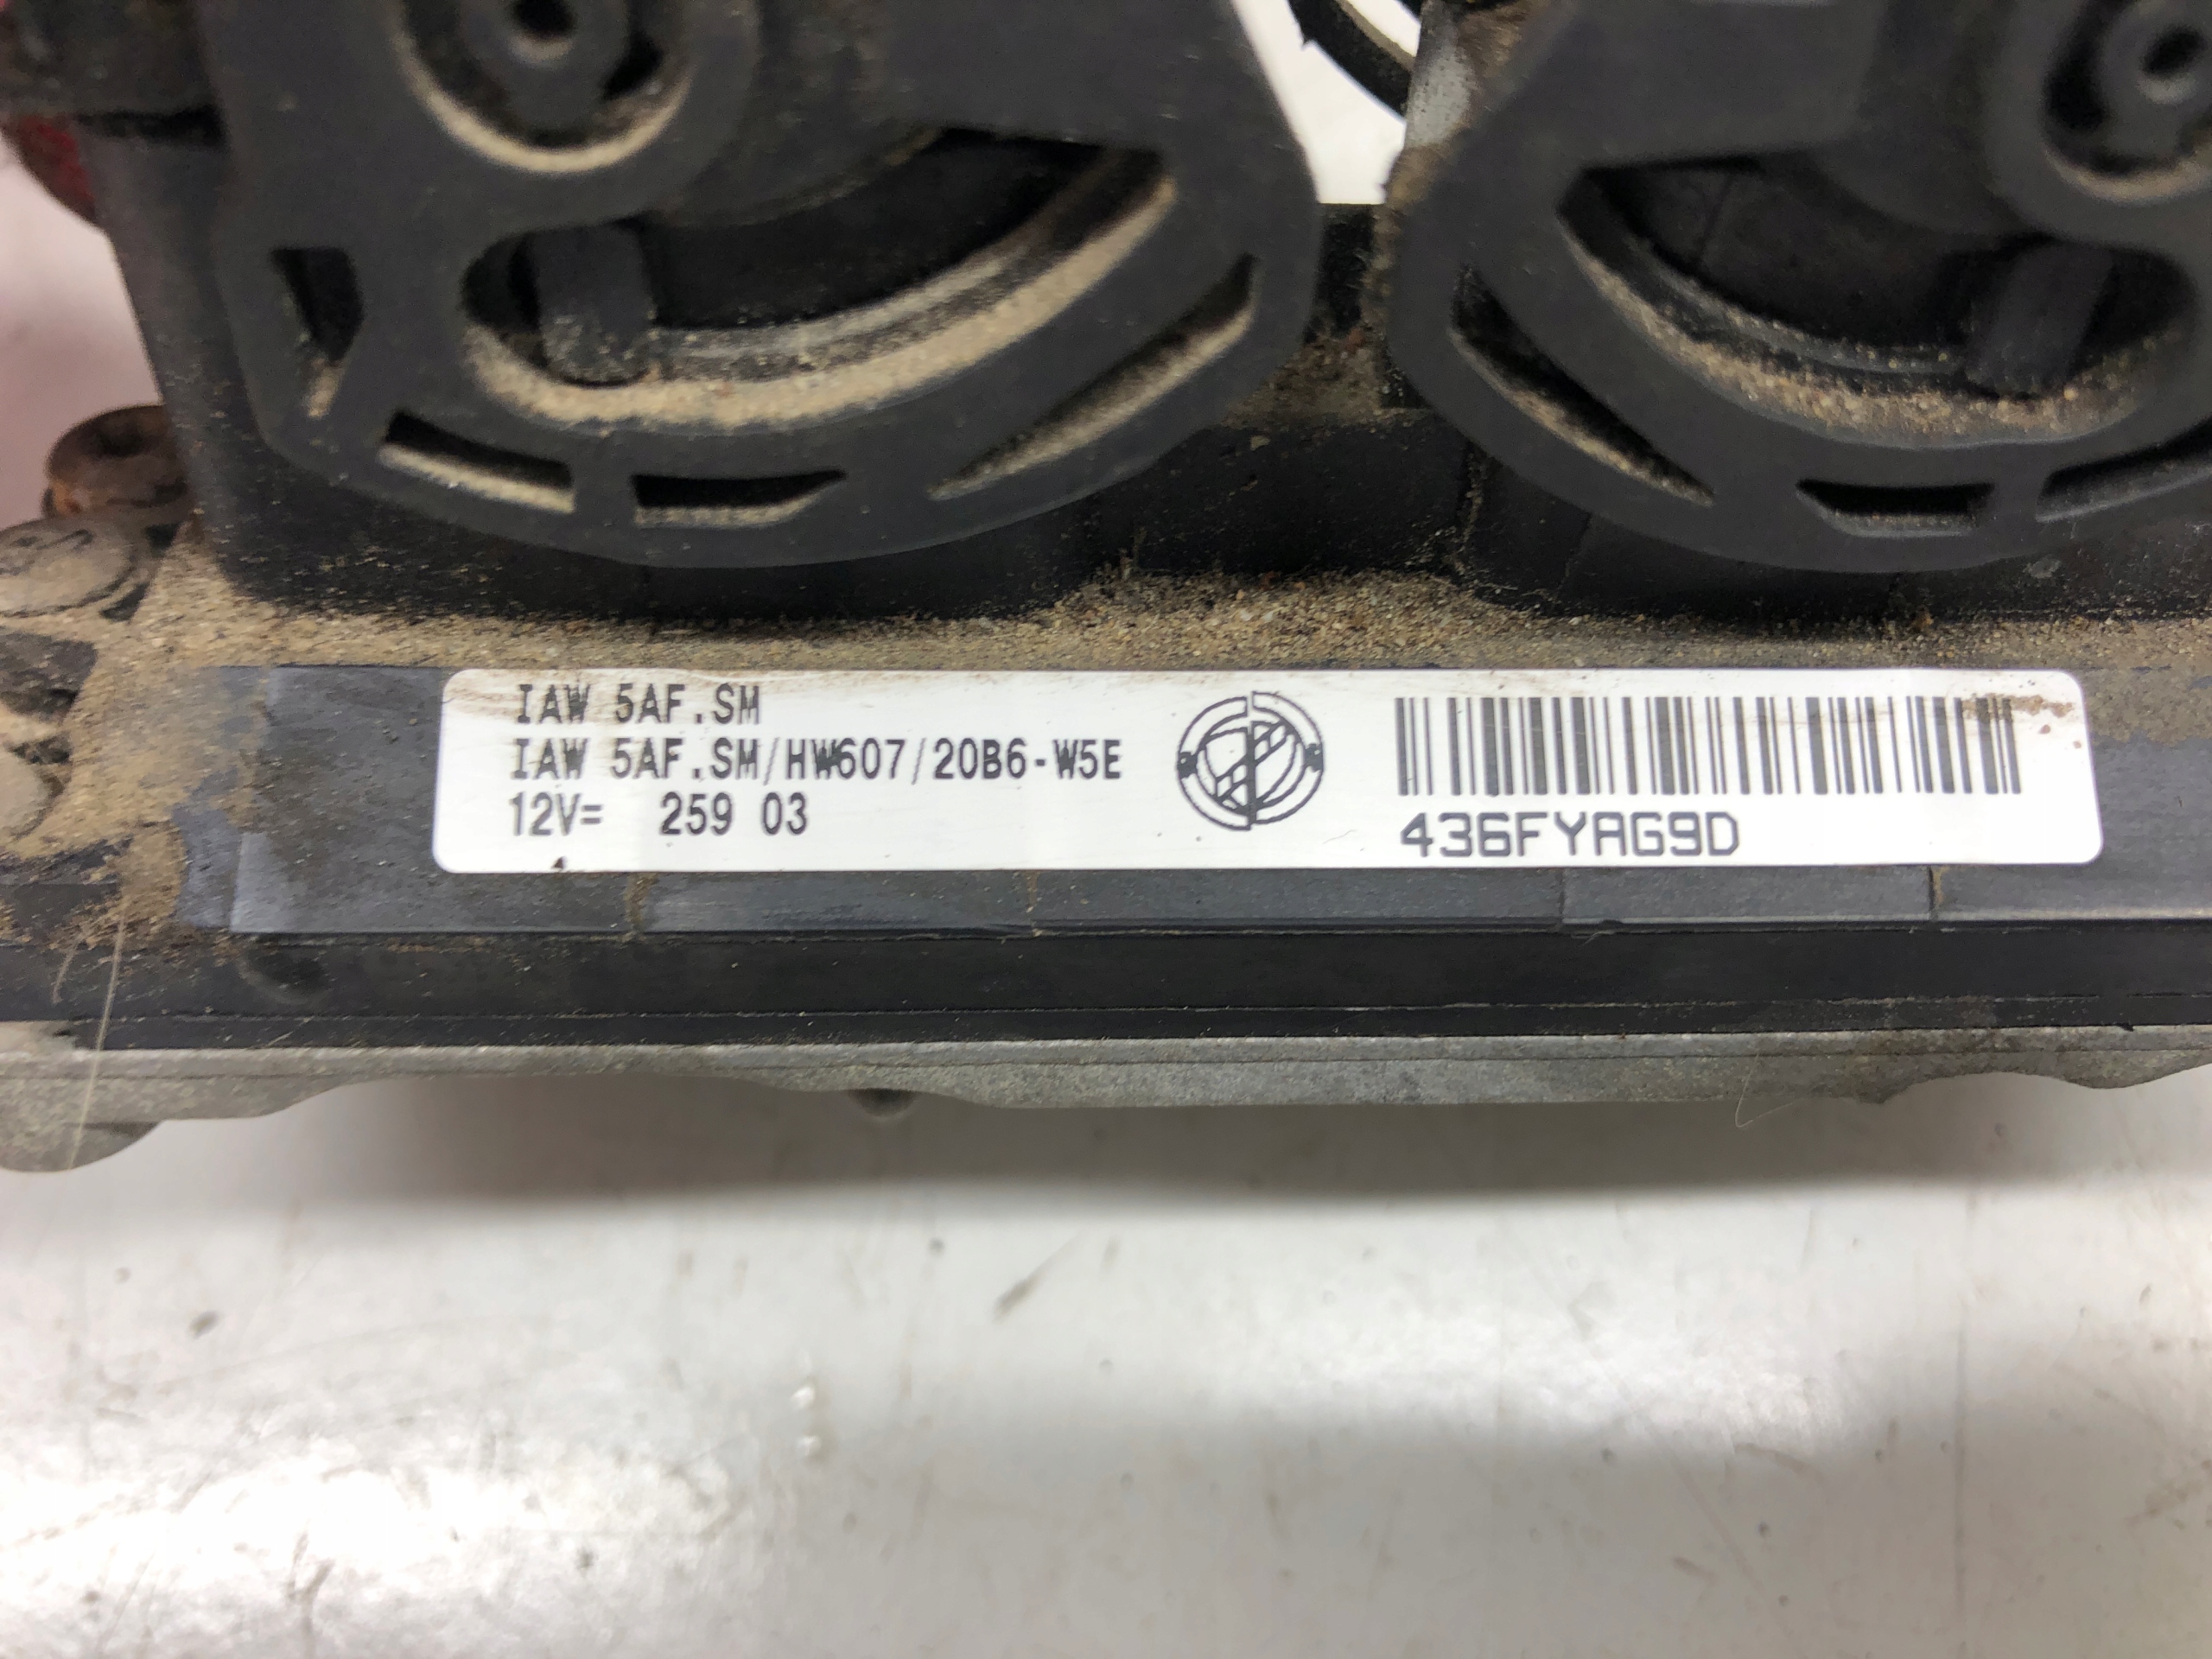 IAW 5AF.SM
IAW 5AF.SM/HW607/20B6-W5E
12V= 259 03
436FYAG9D